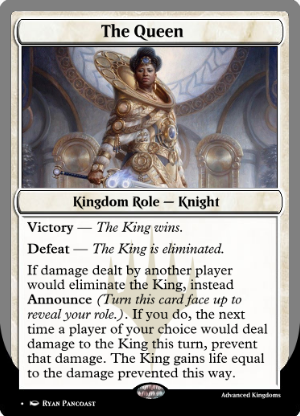 The Queen
Kingdom Role — Knight
Victory — The King wins.
Defeat — The King is eliminated.
If damage dealt by another player
would eliminate the King, instead
Announce (Turn this card face up to
reveal your role.). If you do, the next
time a player of your choice would deal
damage to the King this turn, prevent
that damage. The King gains life equal
to the damage prevented this way.
Advanced Kingdoms
• Ryan Pancoast